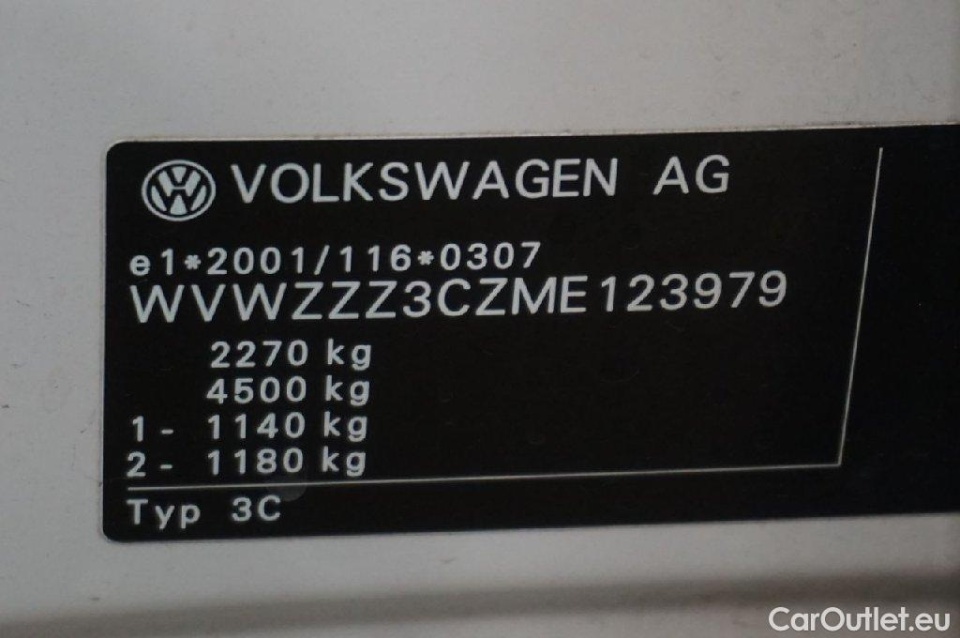 VOLKSWAGEN AG
e1*2001/116*0307
WVWZZZ3CZME123979
2270 kg
4500 kg
1- 1140 kg
2- 1180 kg
Typ 3C
CarOutlet.eu